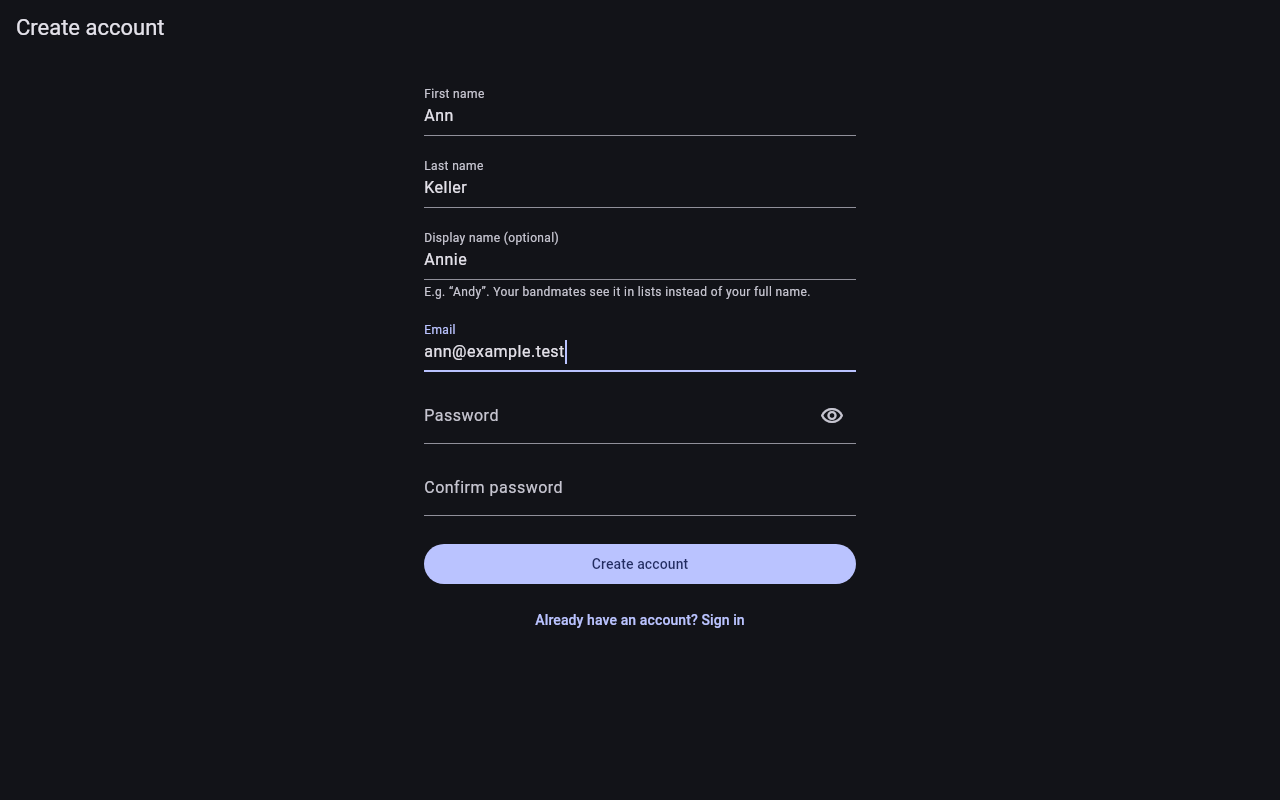 Create account
First name
Ann
Last name
Keller
Display name (optional)
Annie
E.g. “Andy”. Your bandmates see it in lists instead of your full name.
Email
ann@example.test
Password
Confirm password
Create account
Already have an account? Sign in